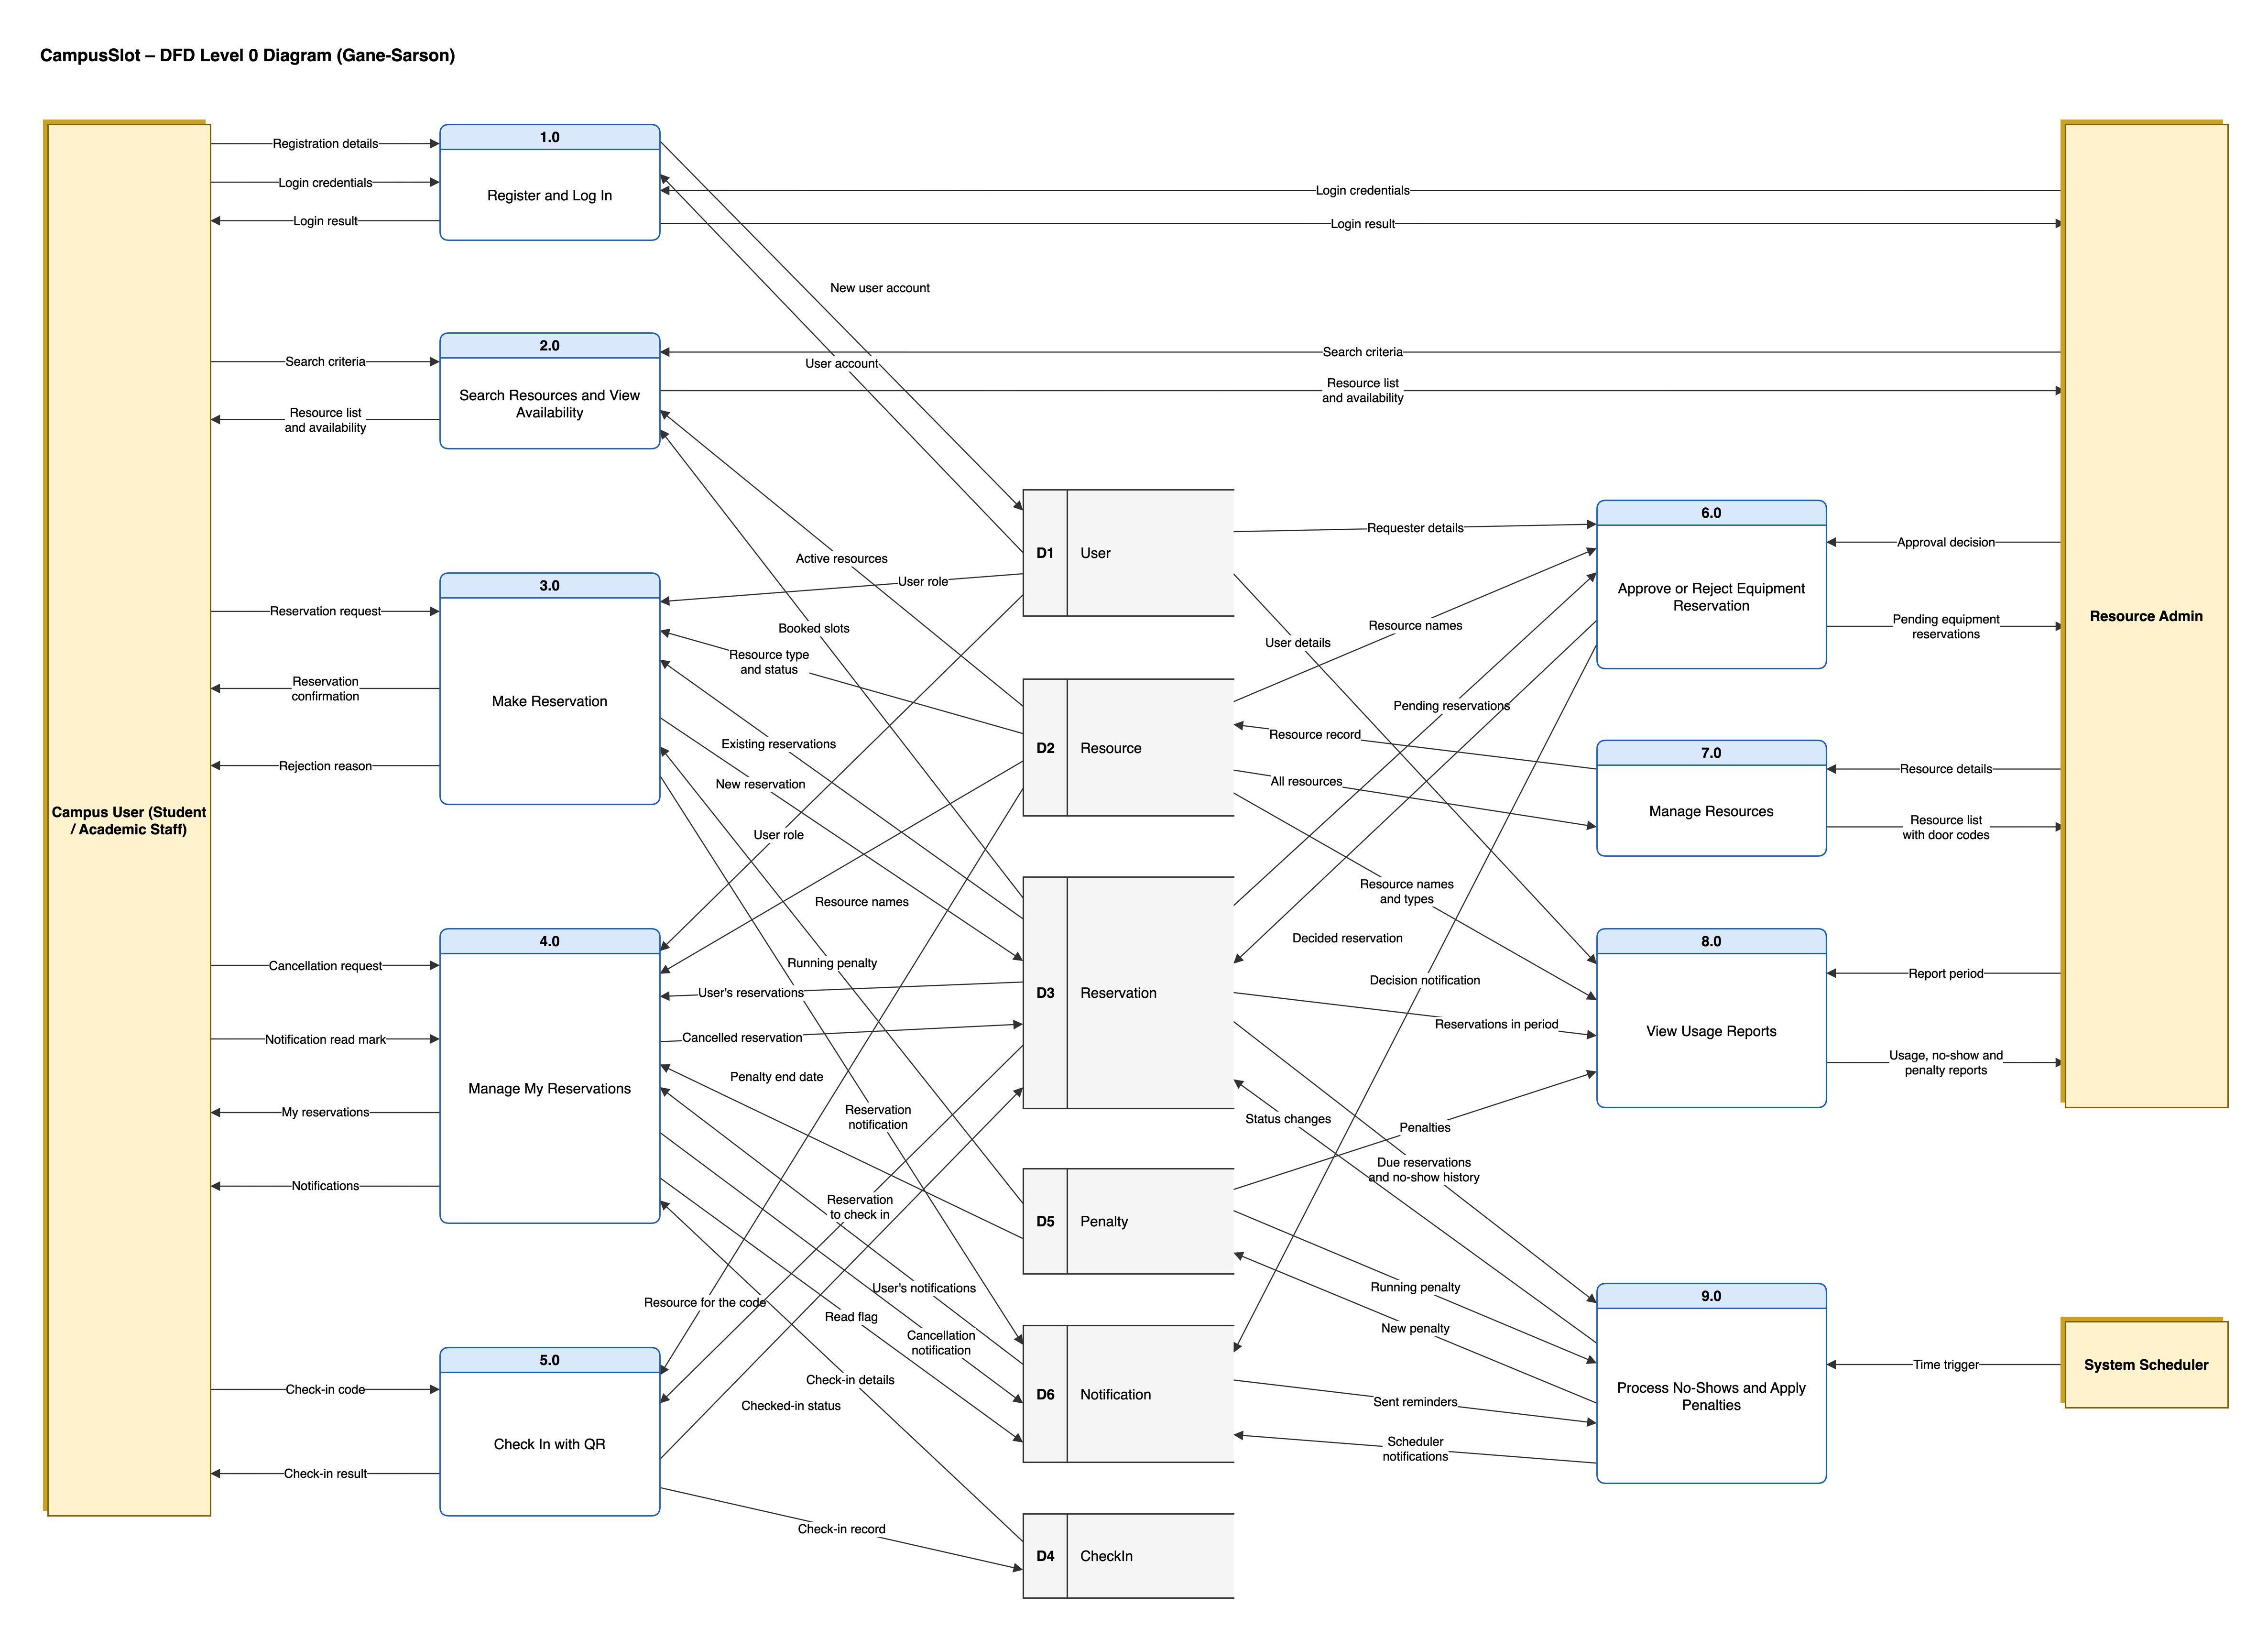 CampusSlot – DFD Level 0 Diagram (Gane-Sarson)
Registration details
Login credentials
Login result
1.0
Register and Log In
Login credentials
Login result
New user account
User account
Search criteria
Resource list
and availability
2.0
Search Resources and View
Availability
Search criteria
Resource list
and availability
Active resources
User role
Booked slots
Resource type
and status
Reservation request
Reservation
confirmation
Rejection reason
3.0
Make Reservation
Existing reservations
New reservation
User role
Resource names
Running penalty
Campus User (Student
/ Academic Staff)
Cancellation request
Notification read mark
My reservations
Notifications
4.0
Manage My Reservations
User's reservations
Cancelled reservation
Penalty end date
Reservation
notification
Reservation
to check in
User's notifications
Resource for the code
Read flag
Cancellation
notification
Check-in details
Checked-in status
Check-in code
Check-in result
5.0
Check In with QR
Check-in record
D1
User
D2
Resource
D3
Reservation
D5
Penalty
D6
Notification
D4
CheckIn
Requester details
Resource names
User details
Pending reservations
Resource record
All resources
Resource names
and types
Decided reservation
Decision notification
Reservations in period
Status changes
Penalties
Due reservations
and no-show history
Running penalty
New penalty
Sent reminders
Scheduler
notifications
6.0
Approve or Reject Equipment
Reservation
Approval decision
Pending equipment
reservations
7.0
Manage Resources
Resource details
Resource list
with door codes
8.0
View Usage Reports
Report period
Usage, no-show and
penalty reports
9.0
Process No-Shows and Apply
Penalties
Time trigger
Resource Admin
System Scheduler